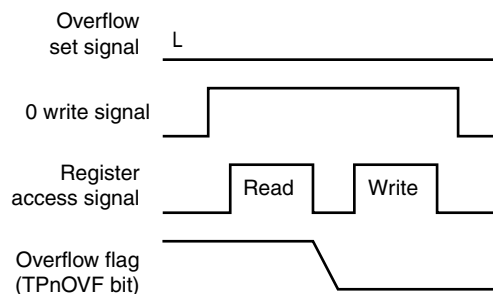 Overflow
set signal
L
0 write signal
Register
access signal
Read
Write
Overflow flag
(TPnOVF bit)